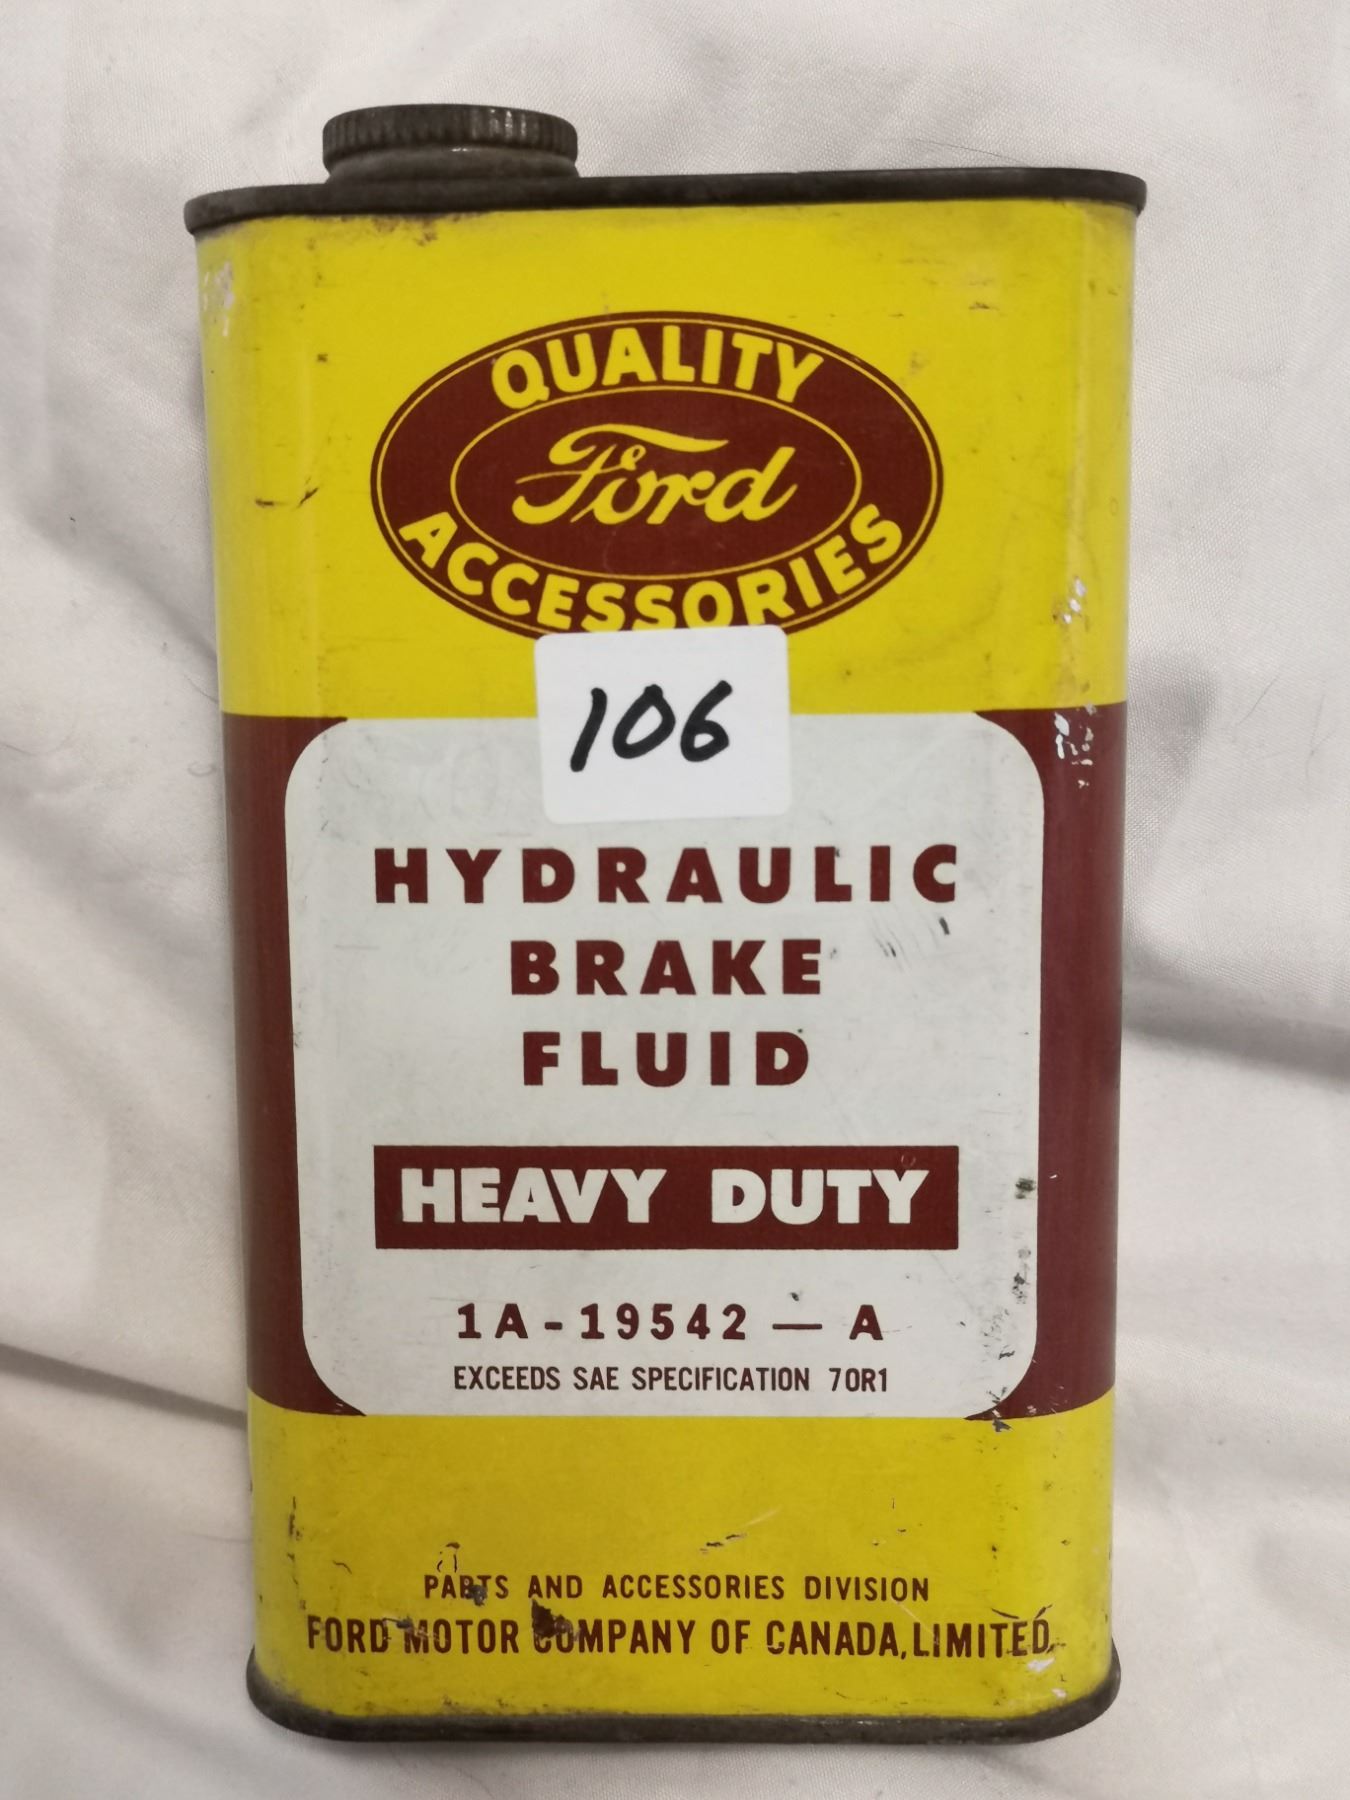 QUALITY
Ford
ACCESSORIES
106
HYDRAULIC
BRAKE
FLUID
HEAVY DUTY
1A-19542 — A
EXCEEDS SAE SPECIFICATION 70R1
PARTS AND ACCESSORIES DIVISION
FORD MOTOR COMPANY OF CANADA, LIMITED